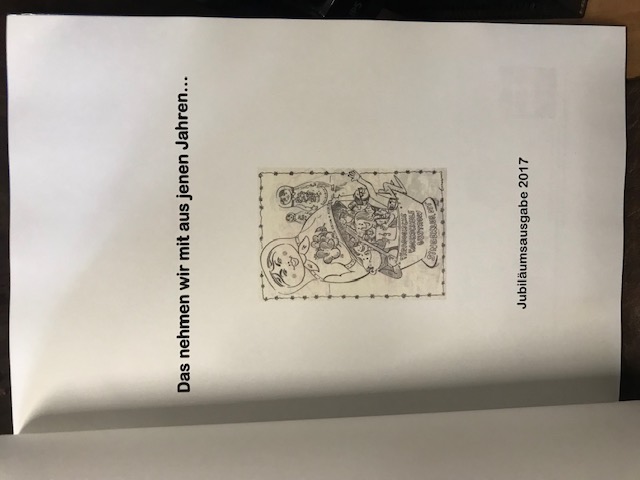 Das nehmen wir mit aus jenen Jahren...
Jubiläumsausgabe 2017